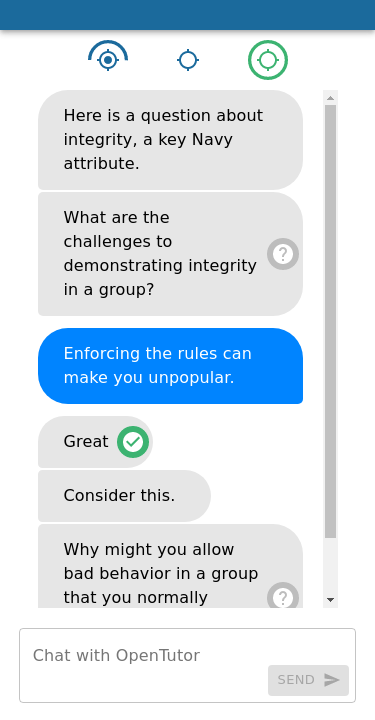 Here is a question about
integrity, a key Navy
attribute.
What are the
challenges to
demonstrating integrity
in a group?
Enforcing the rules can
make you unpopular.
Great
Consider this.
Why might you allow
bad behavior in a group
that you normally
Chat with OpenTutor
SEND